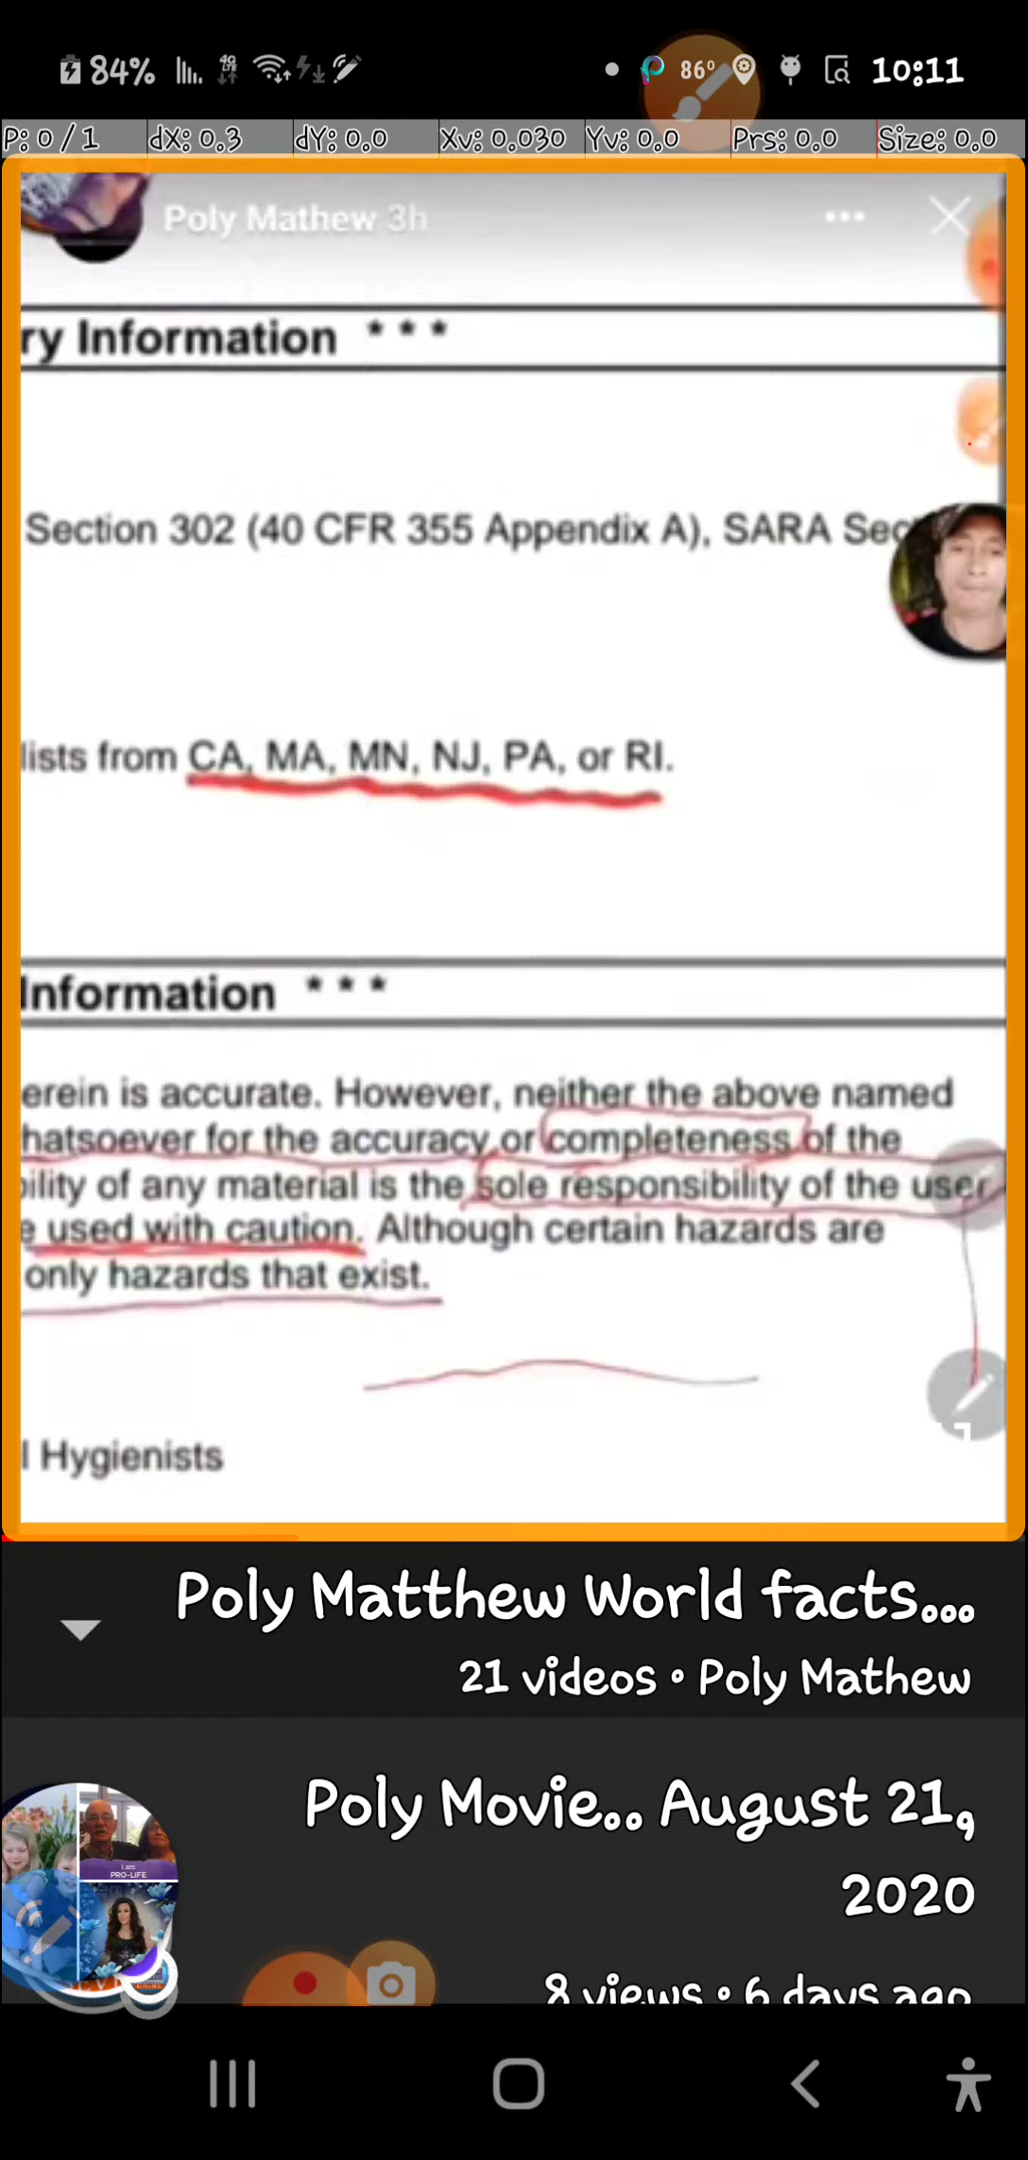 84% 4G 86° 10:11
P: 0 / 1 dX: 0.3 dY: 0.0 Xv: 0.030 Yv: 0.0 Prs: 0.0 Size: 0.0
Poly Mathew 3h
ry Information * * *
Section 302 (40 CFR 355 Appendix A), SARA Sec
lists from CA, MA, MN, NJ, PA, or RI.
Information * * *
erein is accurate. However, neither the above named
hatsoever for the accuracy or completeness of the
ility of any material is the sole responsibility of the user
e used with caution. Although certain hazards are
only hazards that exist.
l Hygienists
Poly Matthew World facts...
21 videos • Poly Mathew
Poly Movie.. August 21,
2020
i am
PRO-LIFE
8 views • 6 days ago